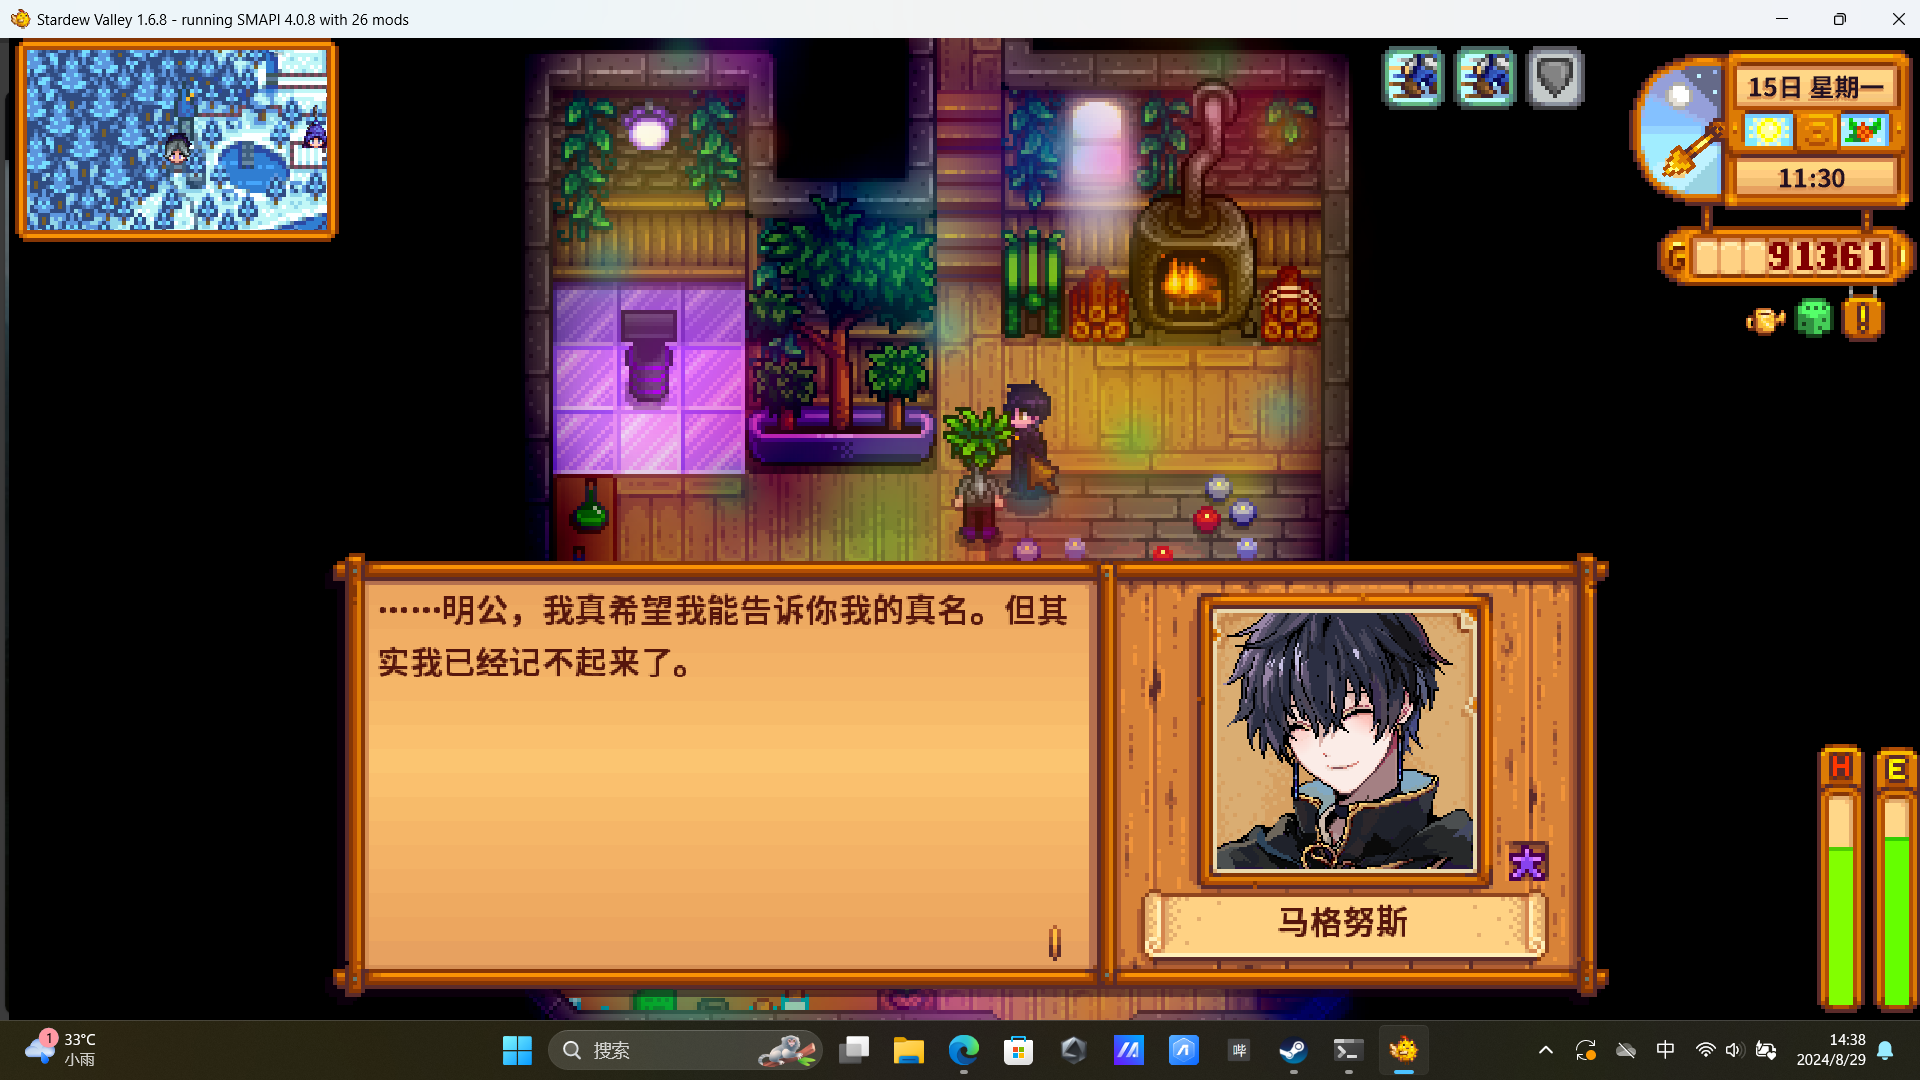 Stardew Valley 1.6.8 - running SMAPI 4.0.8 with 26 mods
15日 星期一
11:30
G 91361
……明公，我真希望我能告诉你我的真名。但其
实我已经记不起来了。
马格努斯
H
E
1
33°C
小雨
搜索
哔
中
14:38
2024/8/29